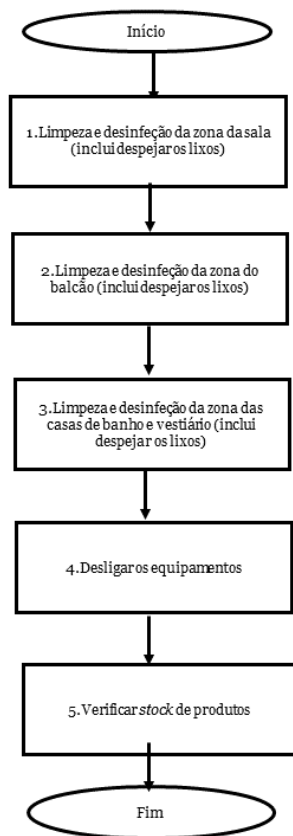 Início
1.Limpeza e desinfeção da zona da sala
(inclui despejar os lixos)
2.Limpeza e desinfeção da zona do
balcão (inclui despejar os lixos)
3.Limpeza e desinfeção da zona das
casas de banho e vestiário (inclui
despejar os lixos)
4.Desligar os equipamentos
5.Verificar stock de produtos
Fim